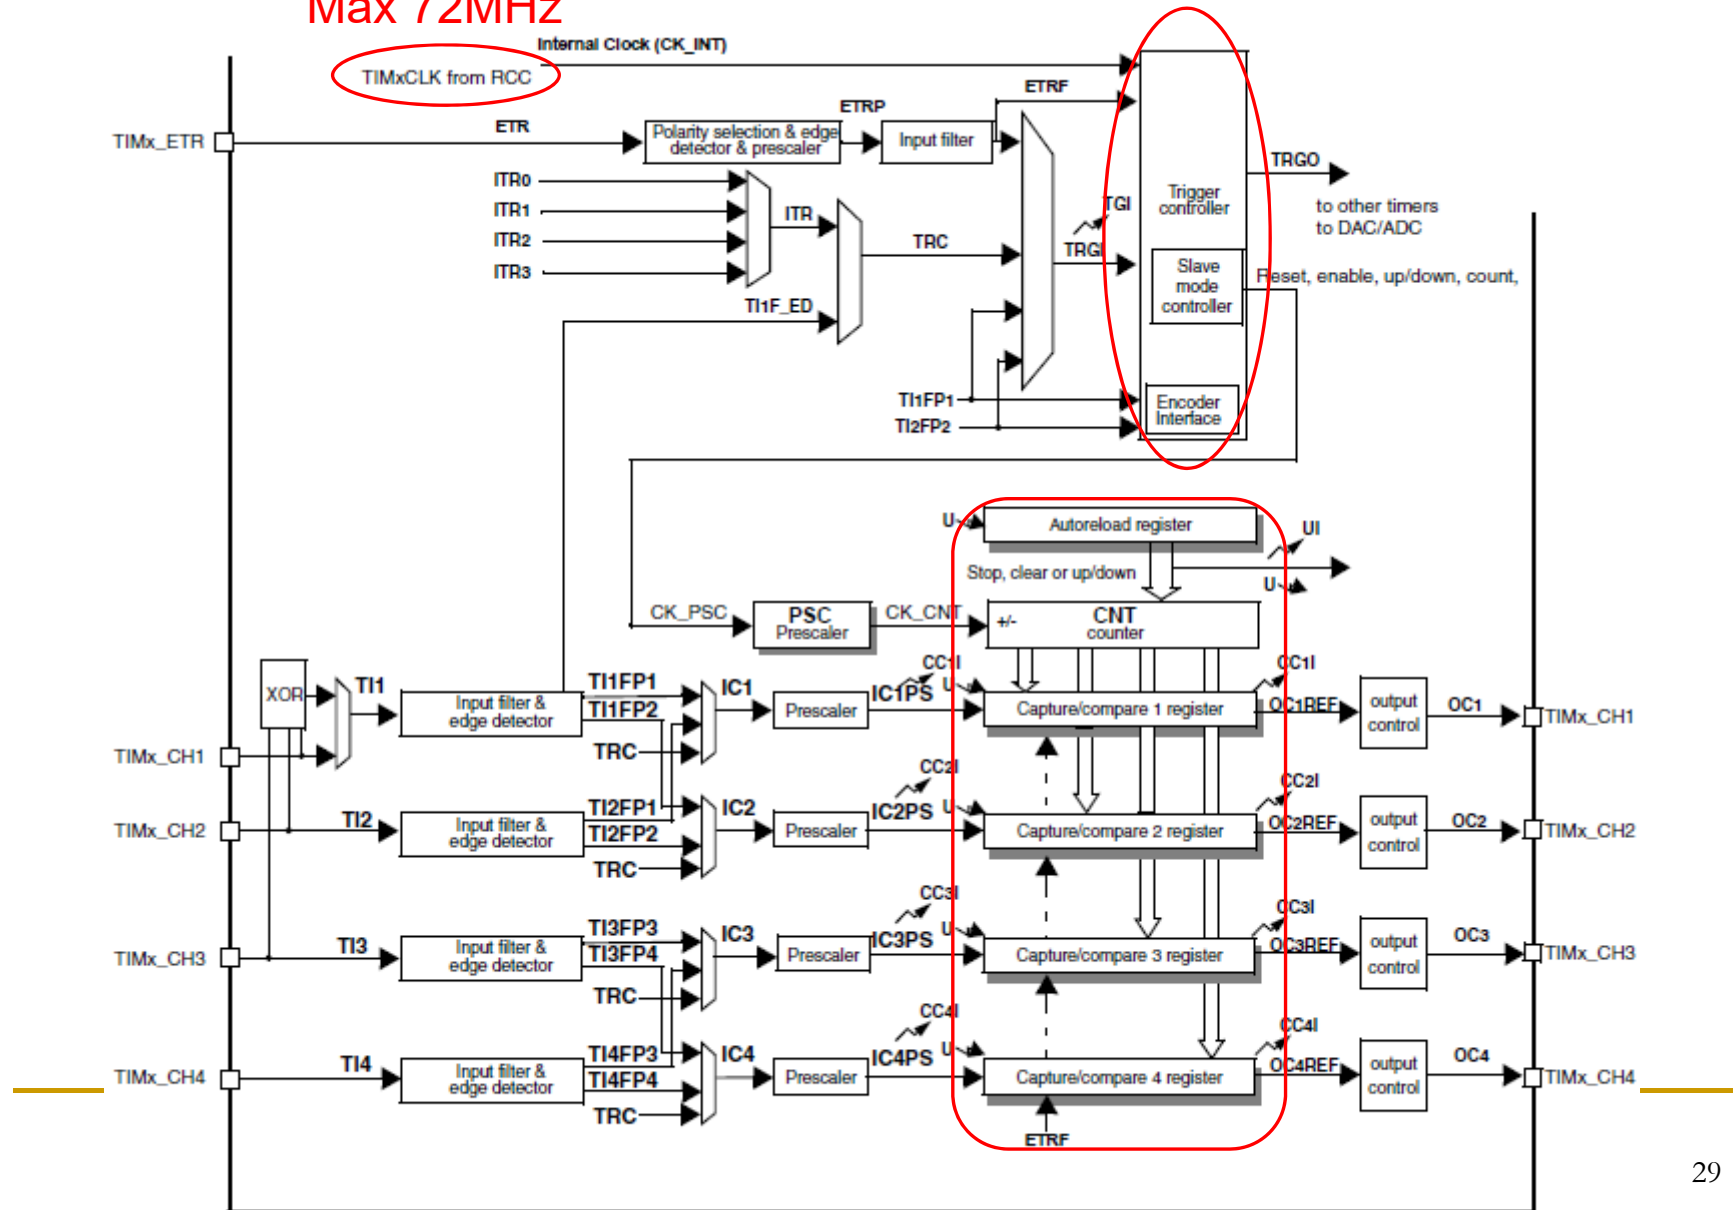 Max 72MHz
Internal Clock (CK_INT)
TIMxCLK from RCC
ETRF
ETRP
ETR
TIMx_ETR
Polarity selection & edge
detector & prescaler
Input filter
TRGO
ITR0
ITR1
ITR2
ITR3
ITR
TRC
TGI
TRGI
Trigger
controller
to other timers
to DAC/ADC
Slave
mode
controller
Reset, enable, up/down, count,
TI1F_ED
TI1FP1
TI2FP2
Encoder
Interface
U
Autoreload register
UI
Stop, clear or up/down
U
CK_PSC
PSC
Prescaler
CK_CNT
+/-
CNT
counter
XOR
TI1
Input filter &
edge detector
TI1FP1
TI1FP2
TRC
IC1
Prescaler
CC1I
IC1PS
U
Capture/compare 1 register
CC1I
OC1REF
output
control
OC1
TIMx_CH1
TIMx_CH1
TIMx_CH2
TI2
Input filter &
edge detector
TI2FP1
TI2FP2
TRC
IC2
Prescaler
CC2I
IC2PS
U
Capture/compare 2 register
CC2I
OC2REF
output
control
OC2
TIMx_CH2
TIMx_CH3
TI3
Input filter &
edge detector
TI3FP3
TI3FP4
TRC
IC3
Prescaler
CC3I
IC3PS
U
Capture/compare 3 register
CC3I
OC3REF
output
control
OC3
TIMx_CH3
TIMx_CH4
TI4
Input filter &
edge detector
TI4FP3
TI4FP4
TRC
IC4
Prescaler
CC4I
IC4PS
U
Capture/compare 4 register
CC4I
OC4REF
output
control
OC4
TIMx_CH4
ETRF
29